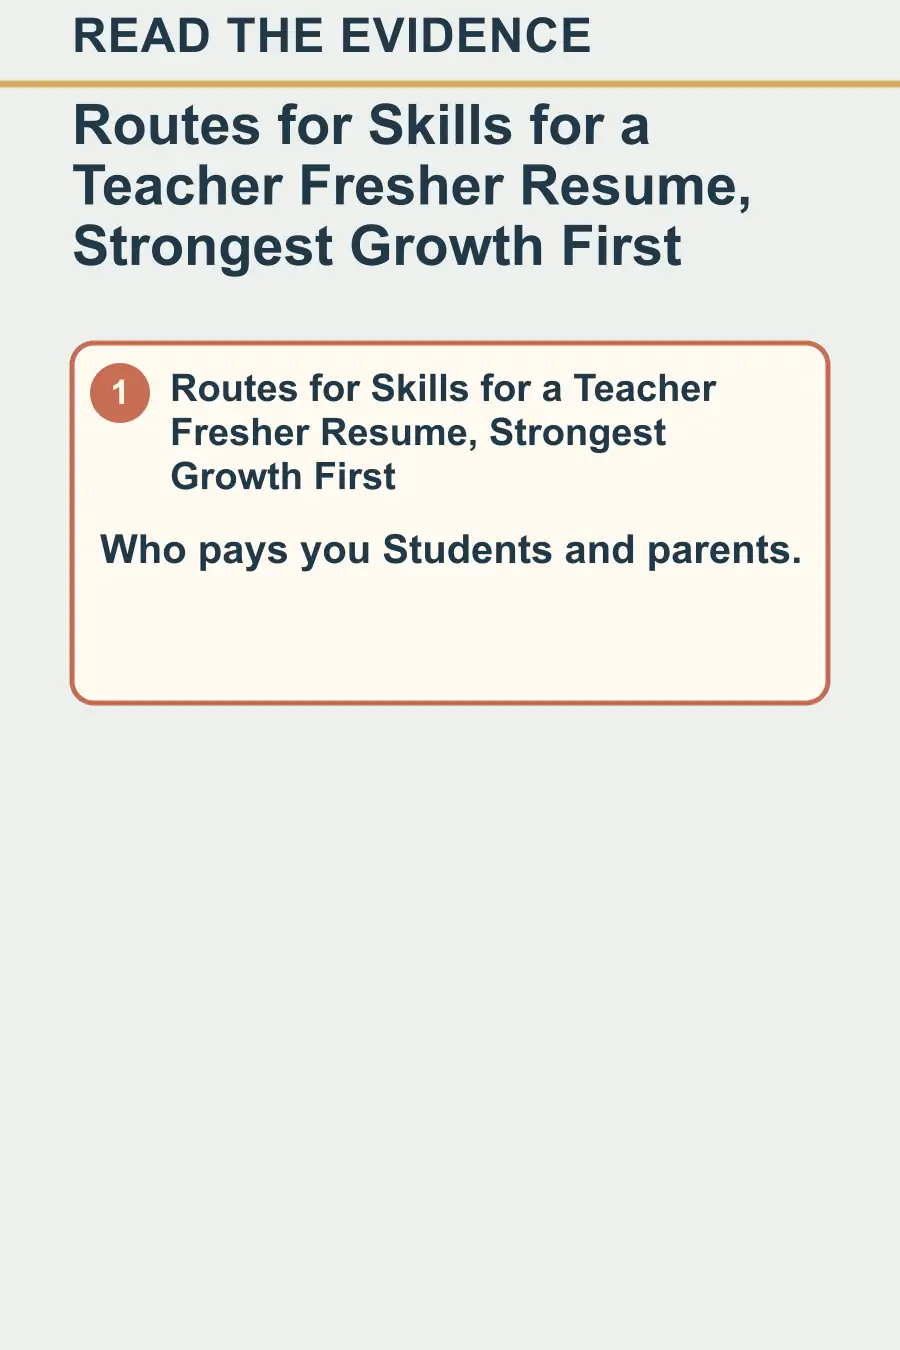 READ THE EVIDENCE
Routes for Skills for a
Teacher Fresher Resume,
Strongest Growth First
1
Routes for Skills for a Teacher
Fresher Resume, Strongest
Growth First
Who pays you Students and parents.